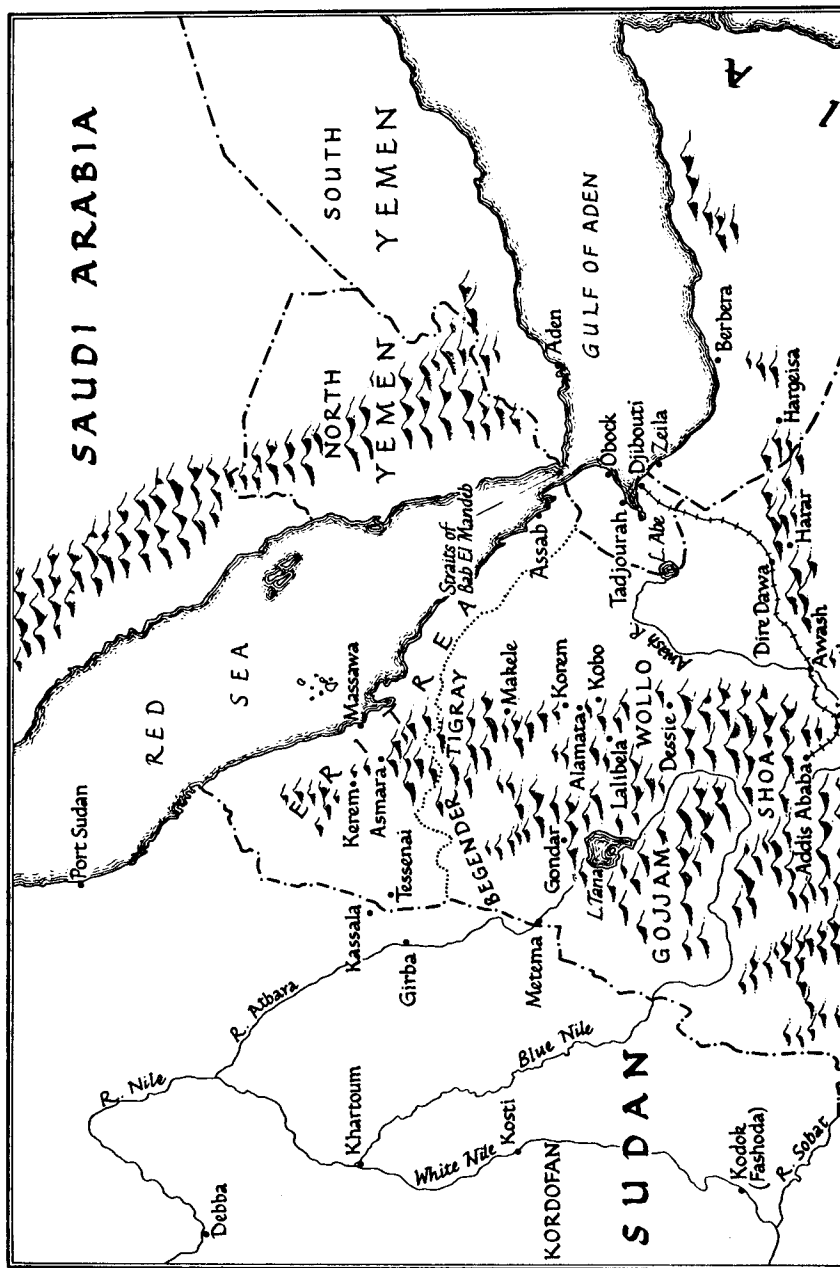 SAUDI ARABIA
RED
SEA
NORTH
YEMEN
SOUTH
YEMEN
GULF OF ADEN
Aden
Straits of
Bab El Mandeb
Port Sudan
Massawa
ERITREA
Kerem
Asmara
Tessenai
Kassala
Girba
R. Atbara
R. Nile
Debba
Khartoum
White Nile
Blue Nile
Kosti
KORDOFAN
SUDAN
Kodok
(Fashoda)
R. Sobat
Metema
BEGENDER
TIGRAY
Makele
Gondar
L. Tana
Alamata
Korem
Kobo
Lalibela
WOLLO
Dessie
GOJJAM
SHOA
Addis Ababa
Assab
Obock
Tadjourah
Djibouti
Zeila
L. Abe
Awash R.
Dire Dawa
Harar
Awash
Hargeisa
Berbera
A